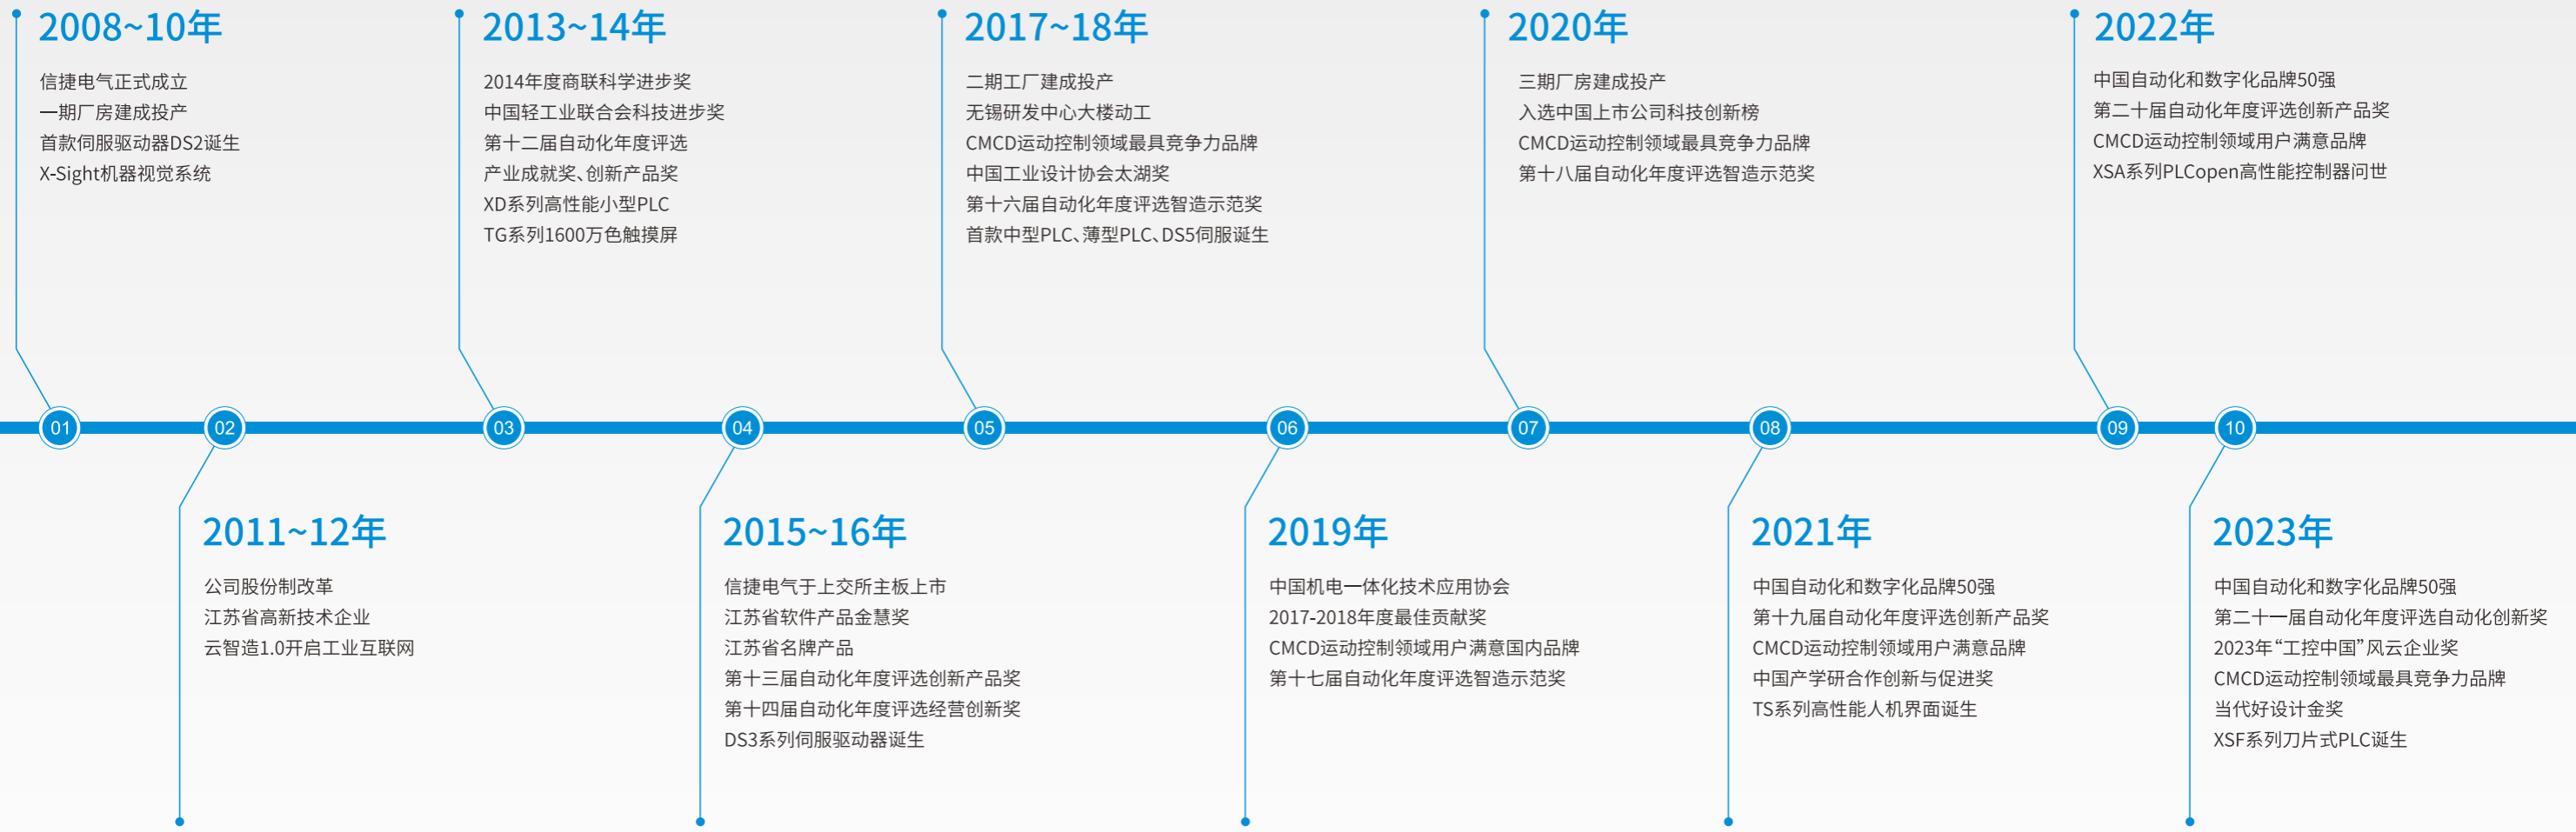 2008~10年
信捷电气正式成立
一期厂房建成投产
首款伺服驱动器DS2诞生
X-Sight机器视觉系统
2013~14年
2014年度商联科学进步奖
中国轻工业联合会科技进步奖
第十二届自动化年度评选
产业成就奖、创新产品奖
XD系列高性能小型PLC
TG系列1600万色触摸屏
2017~18年
二期工厂建成投产
无锡研发中心大楼动工
CMCD运动控制领域最具竞争力品牌
中国工业设计协会太湖奖
第十六届自动化年度评选智造示范奖
首款中型PLC、薄型PLC、DS5伺服诞生
2020年
三期厂房建成投产
入选中国上市公司科技创新榜
CMCD运动控制领域最具竞争力品牌
第十八届自动化年度评选智造示范奖
2022年
中国自动化和数字化品牌50强
第二十届自动化年度评选创新产品奖
CMCD运动控制领域用户满意品牌
XSA系列PLCopen高性能控制器问世
01
02
03
04
05
06
07
08
09
10
2011~12年
公司股份制改革
江苏省高新技术企业
云智造1.0开启工业互联网
2015~16年
信捷电气于上交所主板上市
江苏省软件产品金慧奖
江苏省名牌产品
第十三届自动化年度评选创新产品奖
第十四届自动化年度评选经营创新奖
DS3系列伺服驱动器诞生
2019年
中国机电一体化技术应用协会
2017-2018年度最佳贡献奖
CMCD运动控制领域用户满意国内品牌
第十七届自动化年度评选智造示范奖
2021年
中国自动化和数字化品牌50强
第十九届自动化年度评选创新产品奖
CMCD运动控制领域用户满意品牌
中国产学研合作创新与促进奖
TS系列高性能人机界面诞生
2023年
中国自动化和数字化品牌50强
第二十一届自动化年度评选自动化创新奖
2023年“工控中国”风云企业奖
CMCD运动控制领域最具竞争力品牌
当代好设计金奖
XSF系列刀片式PLC诞生